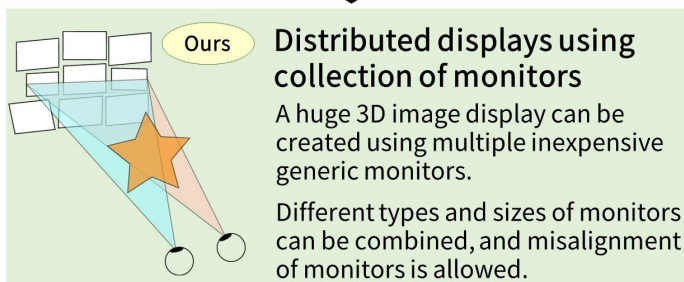 Ours
Distributed displays using
collection of monitors
A huge 3D image display can be
created using multiple inexpensive
generic monitors.
Different types and sizes of monitors
can be combined, and misalignment
of monitors is allowed.